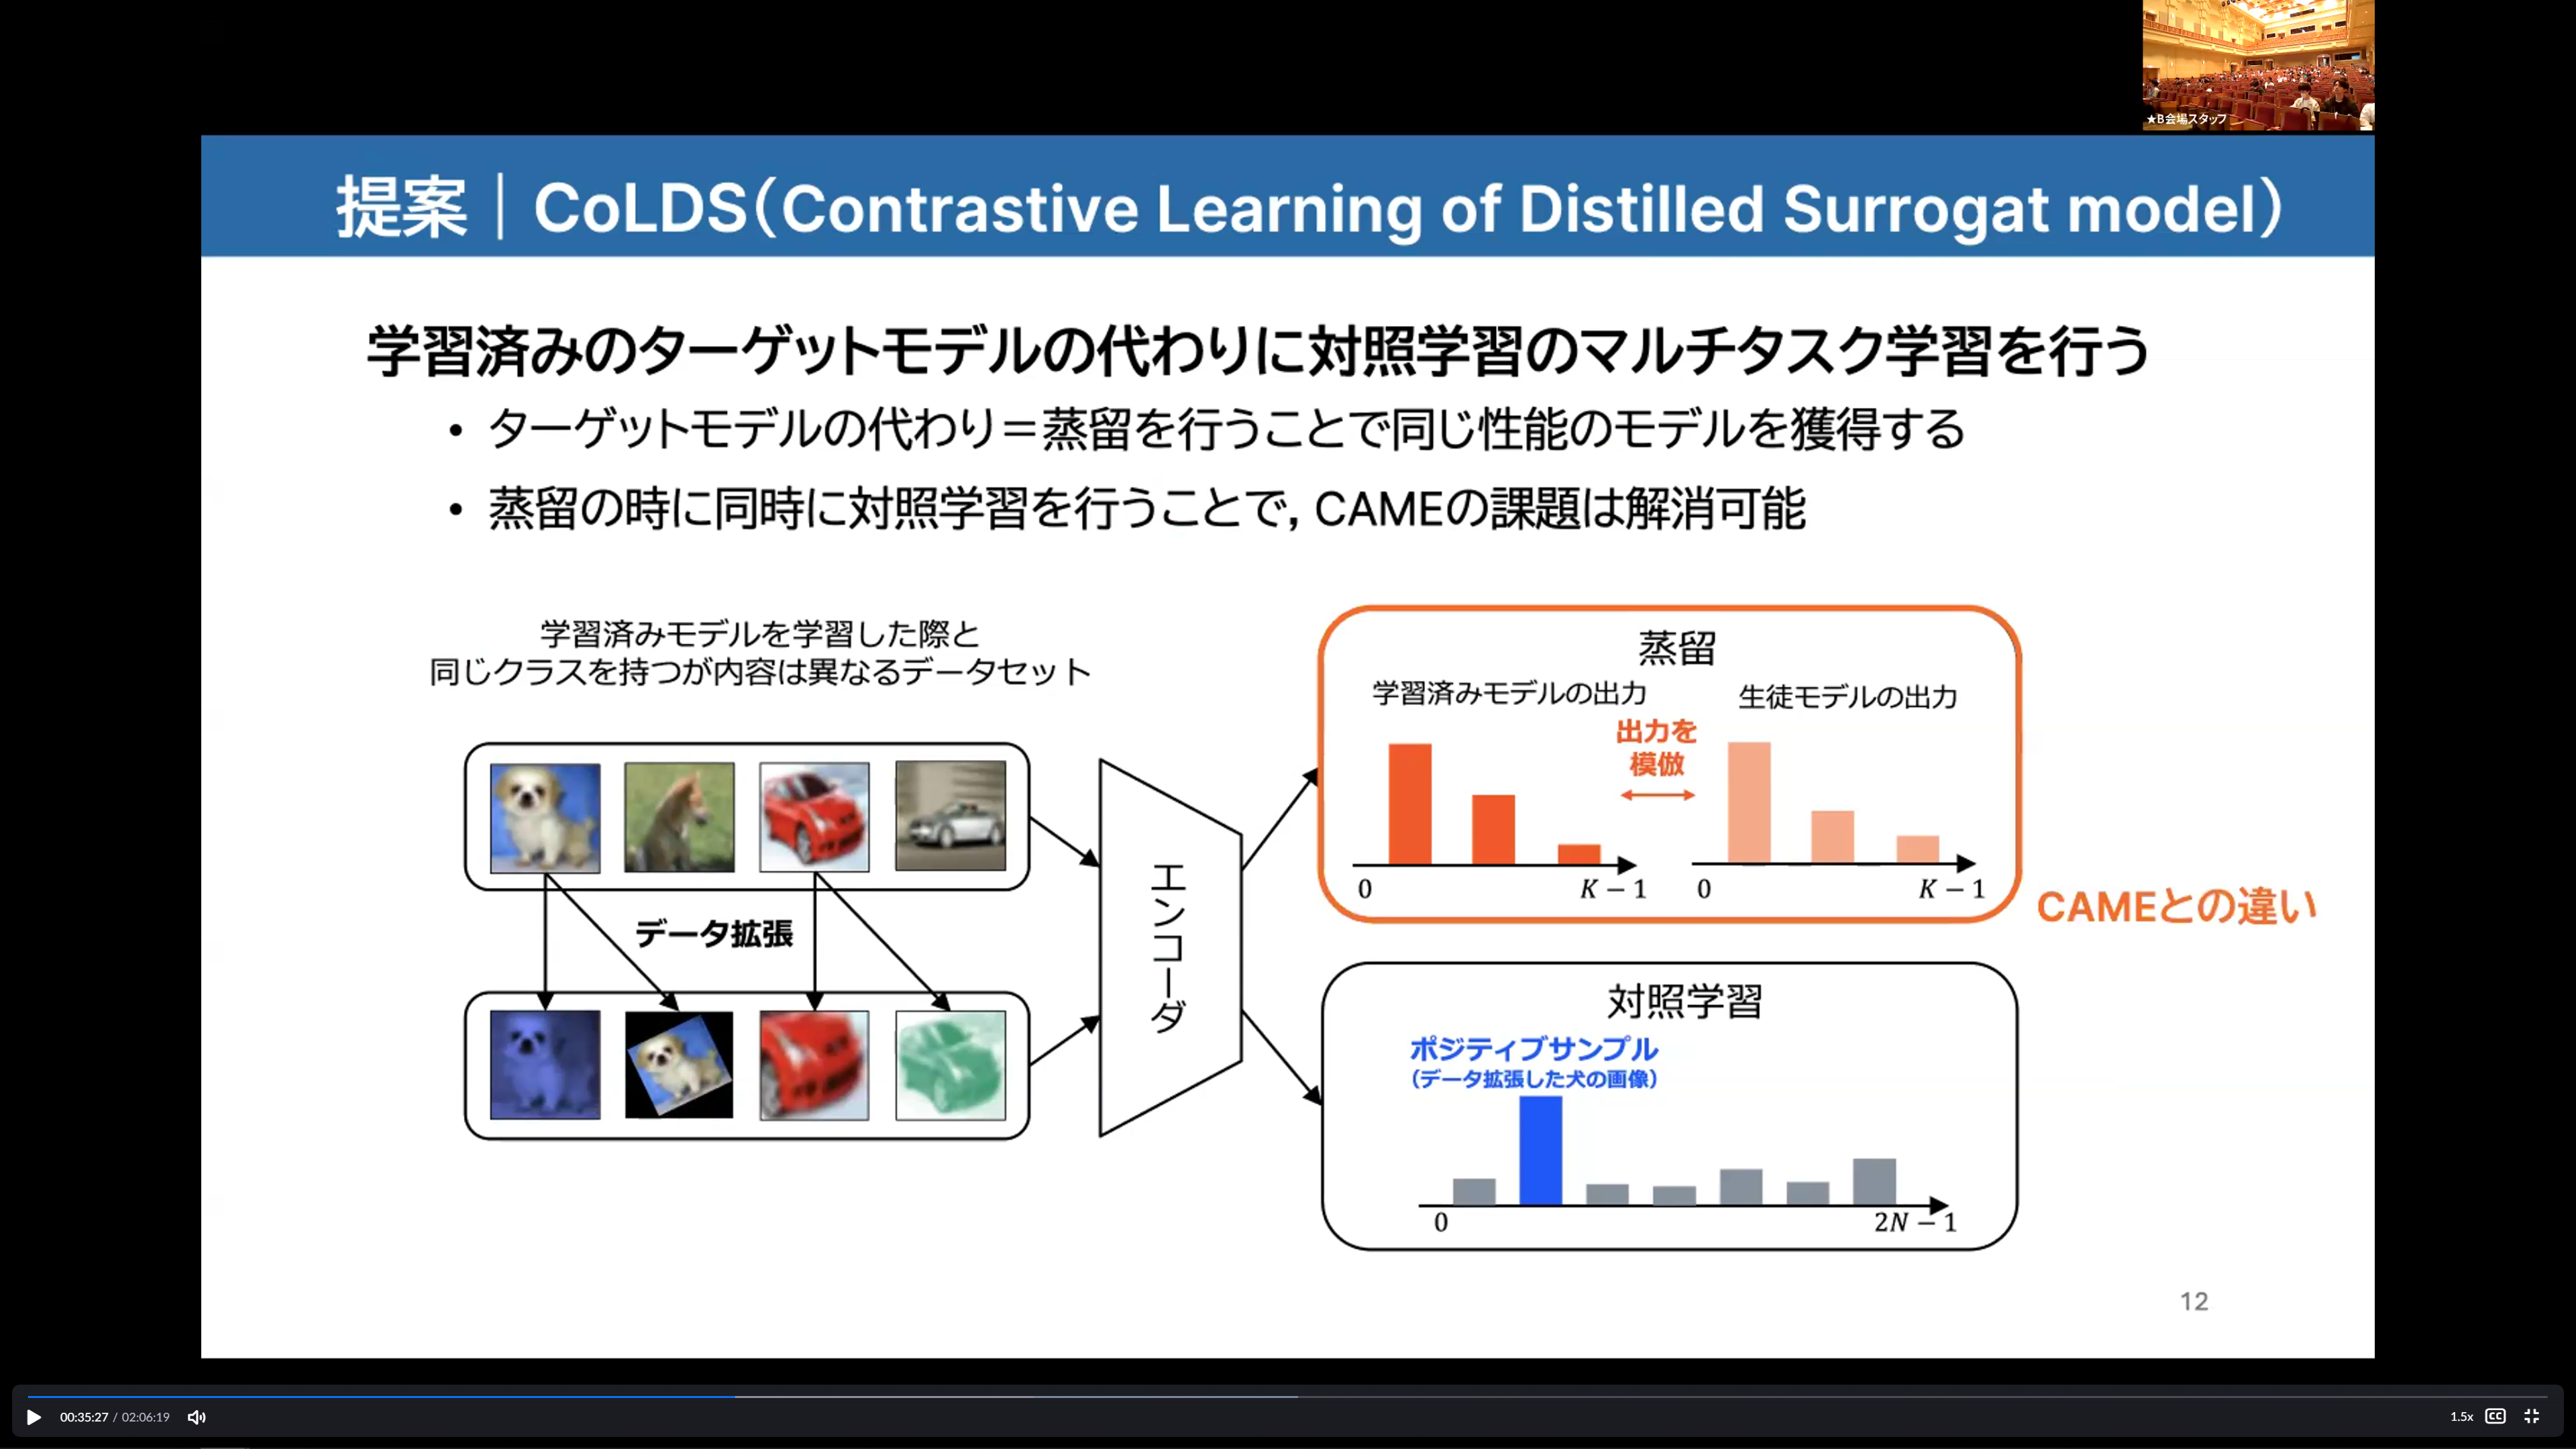 ★B会場スタッフ
提案｜CoLDS(Contrastive Learning of Distilled Surrogat model)
学習済みのターゲットモデルの代わりに対照学習のマルチタスク学習を行う
• ターゲットモデルの代わり＝蒸留を行うことで同じ性能のモデルを獲得する
• 蒸留の時に同時に対照学習を行うことで, CAMEの課題は解消可能
学習済みモデルを学習した際と
同じクラスを持つが内容は異なるデータセット
データ拡張
エンコーダ
蒸留
学習済みモデルの出力
生徒モデルの出力
出力を
模倣
0
K − 1
0
K − 1
CAMEとの違い
対照学習
ポジティブサンプル
(データ拡張した犬の画像)
0
2N − 1
12
00:35:27 / 02:06:19
1.5x
CC